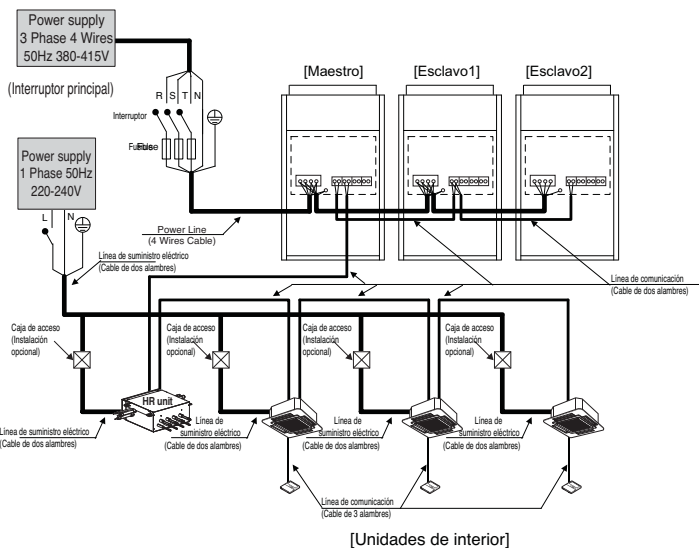 Power supply
3 Phase 4 Wires
50Hz 380-415V
(Interruptor principal)
R S T N
Interruptor
Fuse
[Maestro]
[Esclavo1]
[Esclavo2]
Power supply
1 Phase 50Hz
220-240V
L N
Power Line
(4 Wires Cable)
Línea de suministro eléctrico
(Cable de dos alambres)
Línea de comunicación
(Cable de dos alambres)
Caja de acceso
(Instalación
opcional)
Caja de acceso
(Instalación
opcional)
Caja de acceso
(Instalación
opcional)
Caja de acceso
(Instalación
opcional)
HR unit
Línea de suministro eléctrico
(Cable de dos alambres)
Línea de
suministro eléctrico
(Cable de dos alambres)
Línea de
suministro eléctrico
(Cable de dos alambres)
Línea de
suministro eléctrico
(Cable de dos alambres)
Línea de comunicación
(Cable de 3 alambres)
[Unidades de interior]